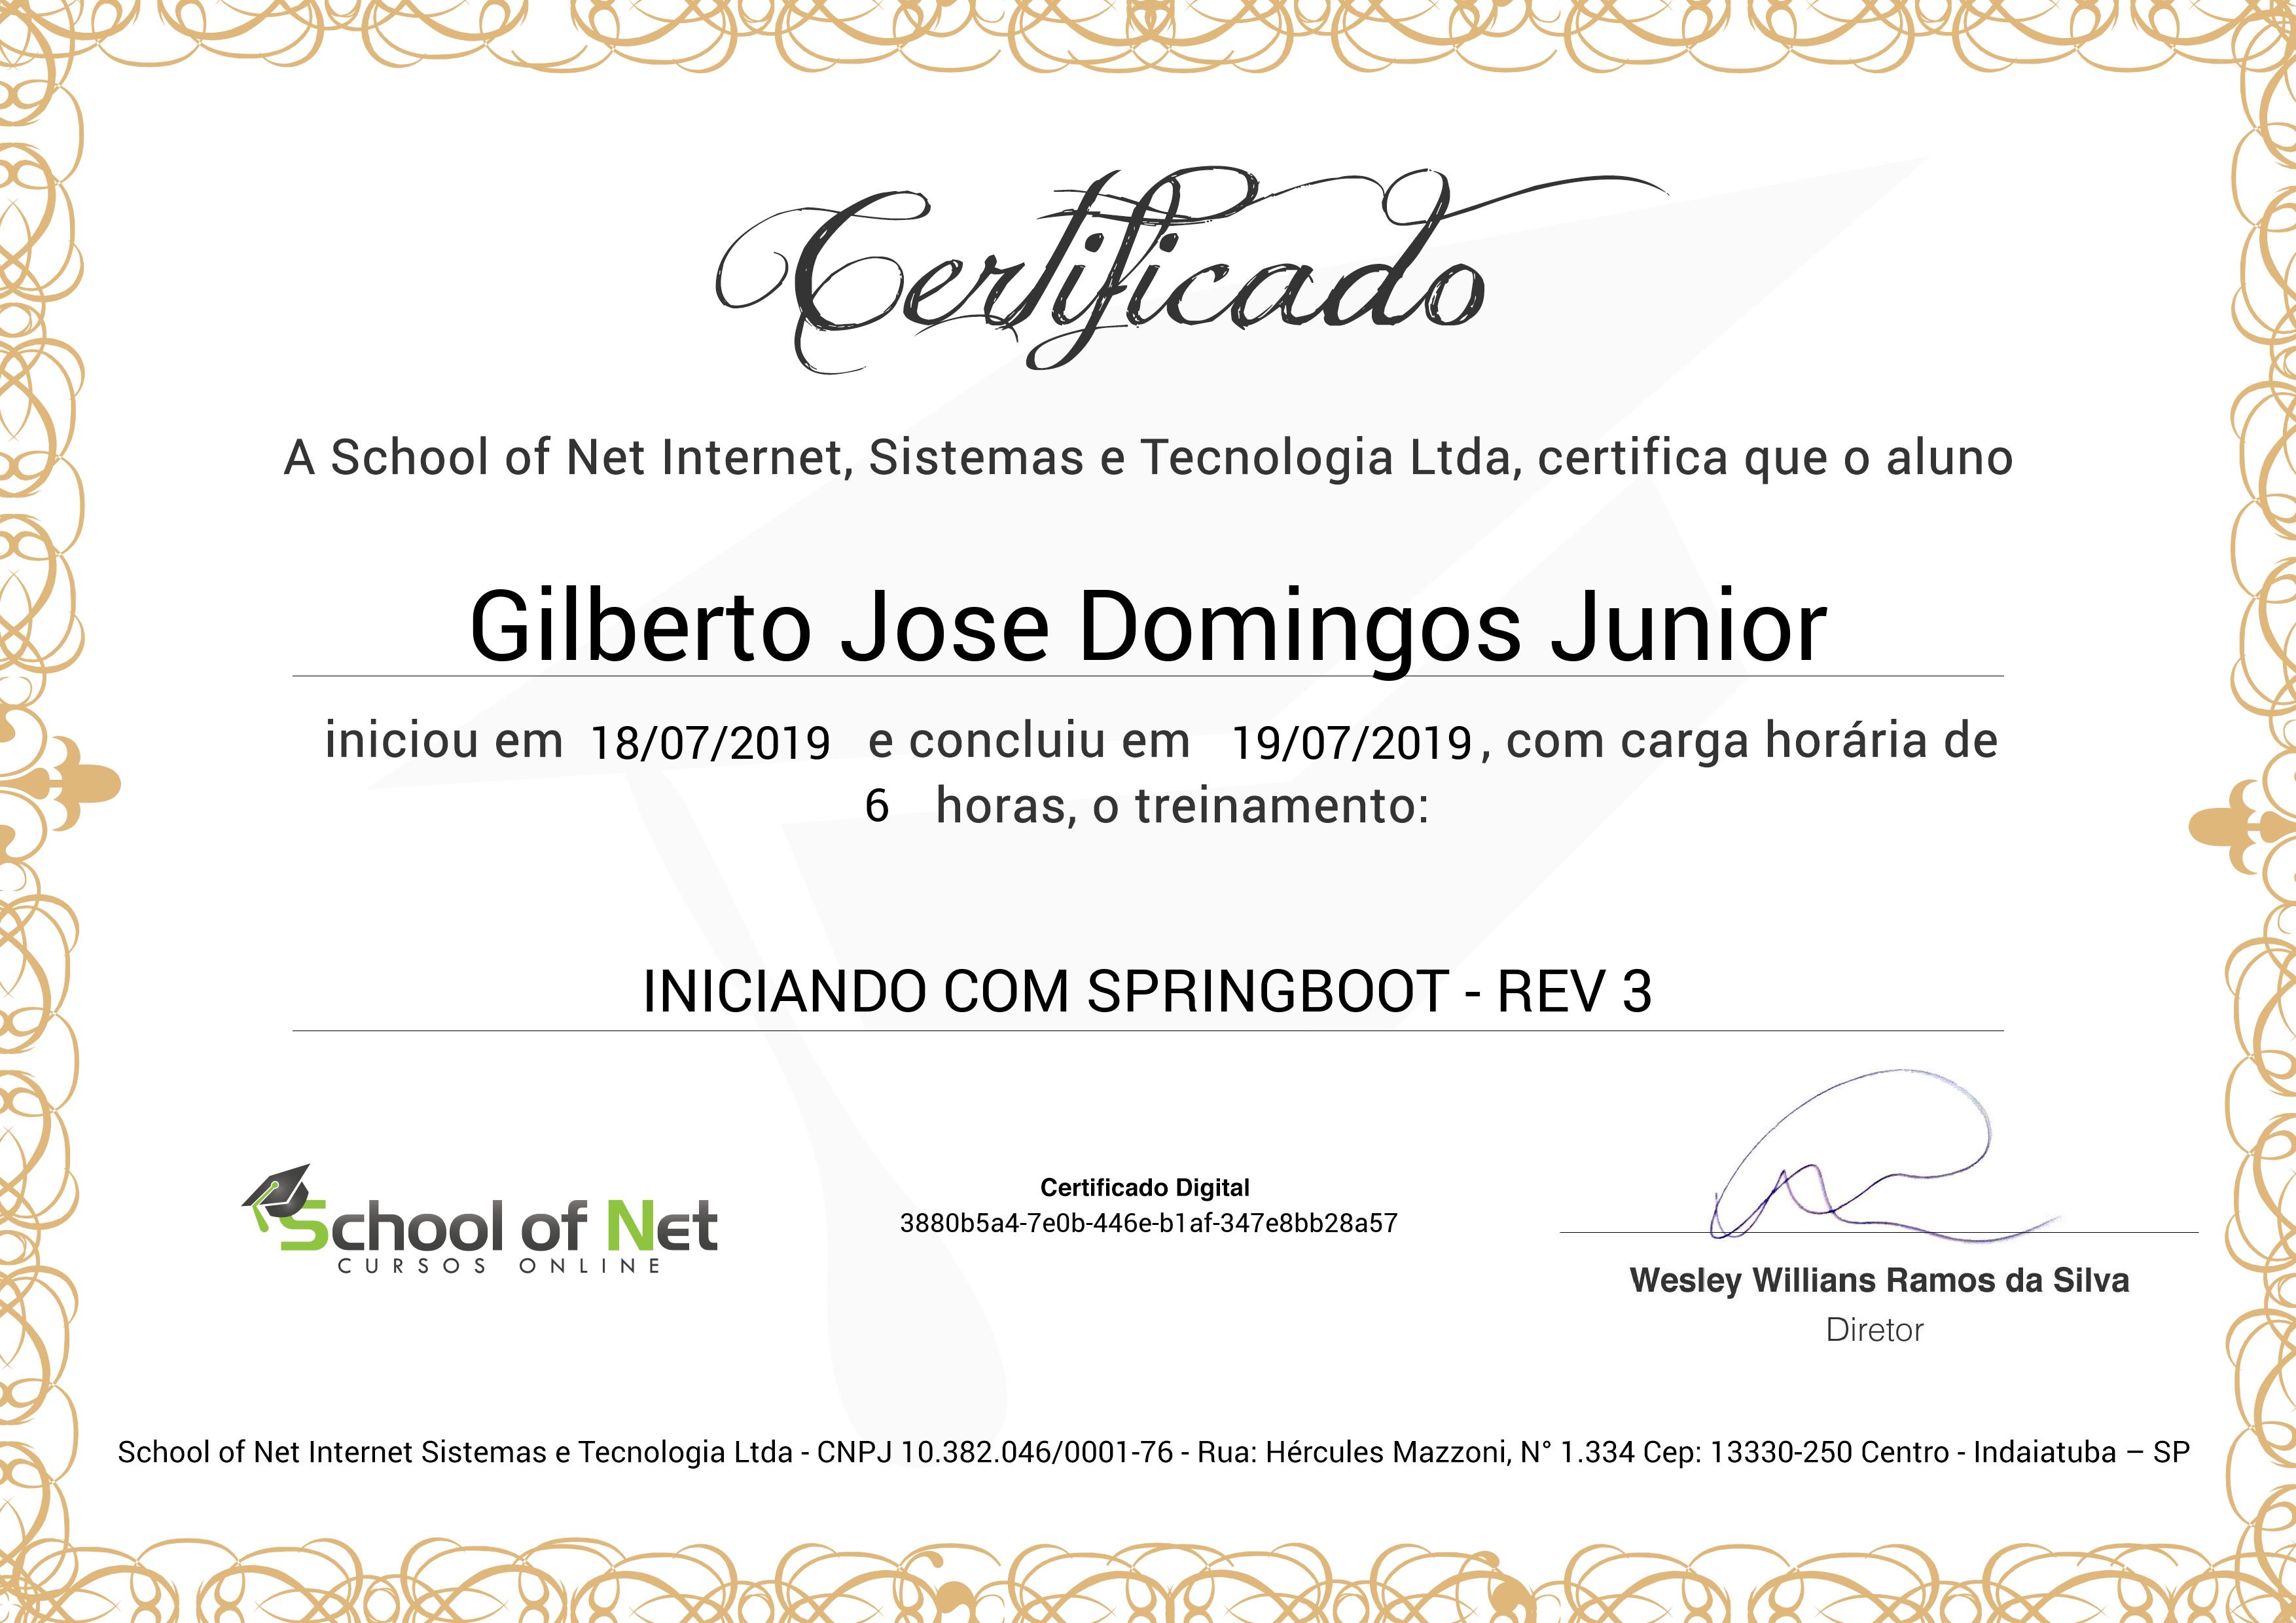 Certificado
A School of Net Internet, Sistemas e Tecnologia Ltda, certifica que o aluno
Gilberto Jose Domingos Junior
iniciou em 18/07/2019 e concluiu em 19/07/2019, com carga horária de
6 horas, o treinamento:
INICIANDO COM SPRINGBOOT - REV 3
School of Net
CURSOS ONLINE
Certificado Digital
3880b5a4-7e0b-446e-b1af-347e8bb28a57
Wesley Willians Ramos da Silva
Diretor
School of Net Internet Sistemas e Tecnologia Ltda - CNPJ 10.382.046/0001-76 - Rua: Hércules Mazzoni, N° 1.334 Cep: 13330-250 Centro - Indaiatuba – SP